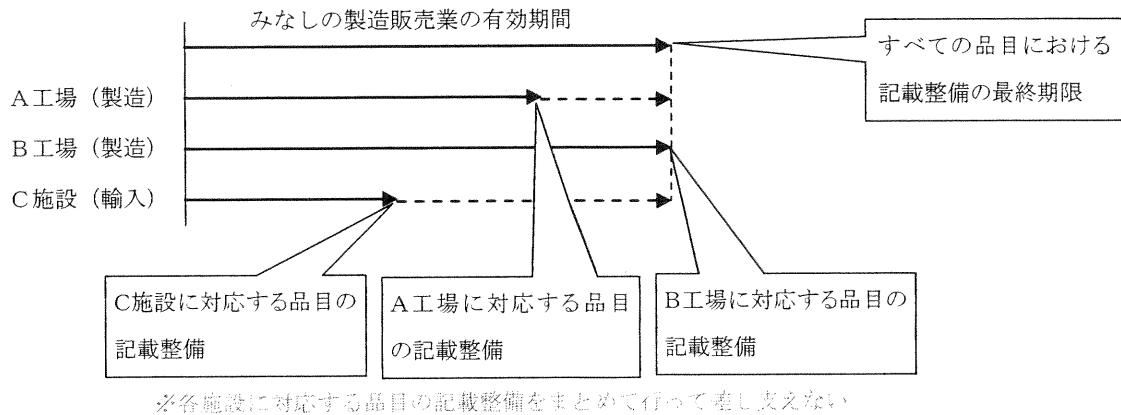 みなしの製造販売業の有効期間
すべての品目における
記載整備の最終期限
A工場（製造）
B工場（製造）
C施設（輸入）
C施設に対応する品目の
記載整備
A工場に対応する品目
の記載整備
B工場に対応する品目の
記載整備
※各施設に対応する品目の記載整備をまとめて行って差し支えない